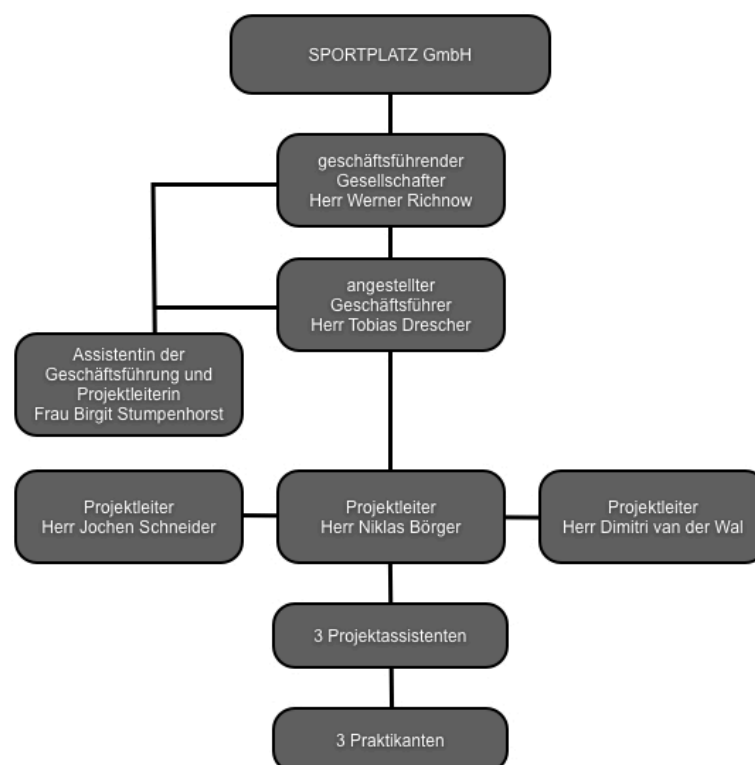 SPORTPLATZ GmbH
geschäftsführender
Gesellschafter
Herr Werner Richnow
angestellter
Geschäftsführer
Herr Tobias Drescher
Assistentin der
Geschäftsführung und
Projektleiterin
Frau Birgit Stumpenhorst
Projektleiter
Herr Jochen Schneider
Projektleiter
Herr Niklas Börger
Projektleiter
Herr Dimitri van der Wal
3 Projektassistenten
3 Praktikanten